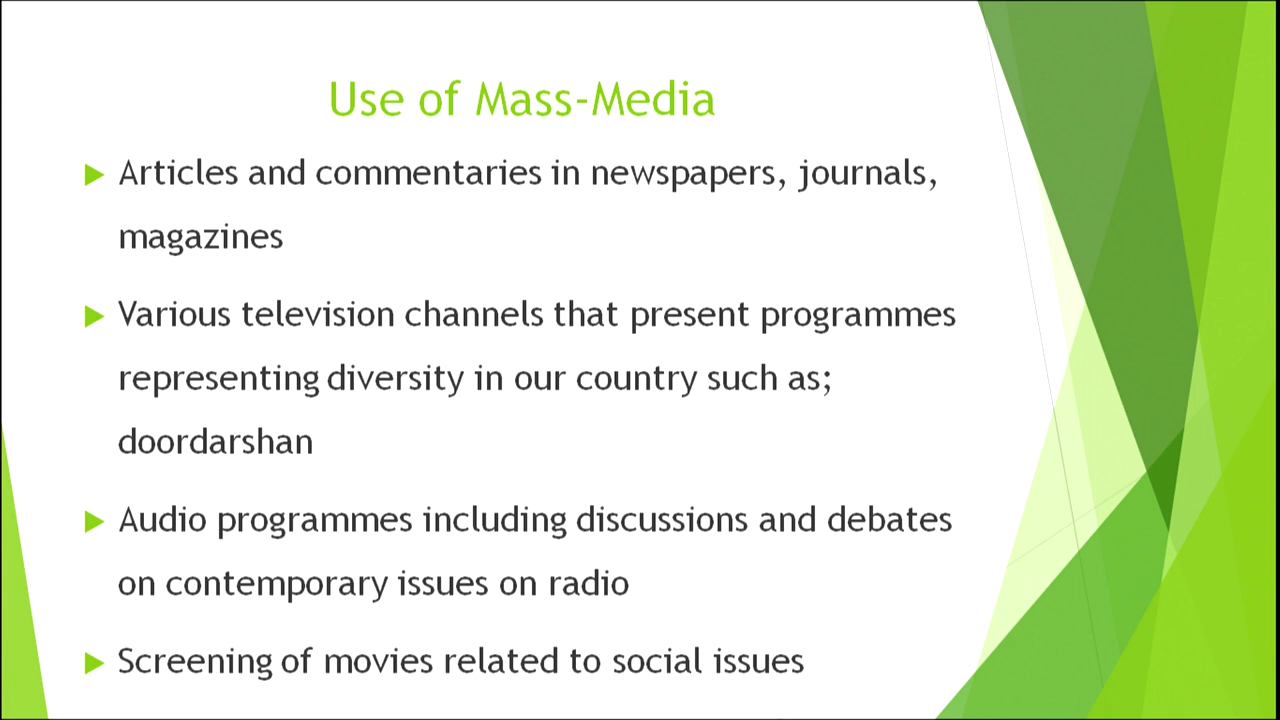 Use of Mass-Media
Articles and commentaries in newspapers, journals,
magazines
Various television channels that present programmes
representing diversity in our country such as;
doordarshan
Audio programmes including discussions and debates
on contemporary issues on radio
Screening of movies related to social issues